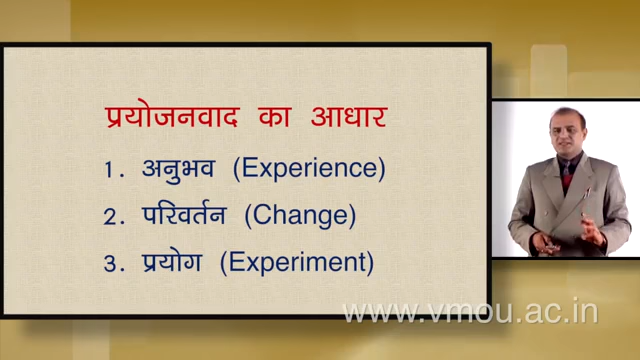 प्रयोजनवाद का आधार
1. अनुभव (Experience)
2. परिवर्तन (Change)
3. प्रयोग (Experiment)
www.vmou.ac.in